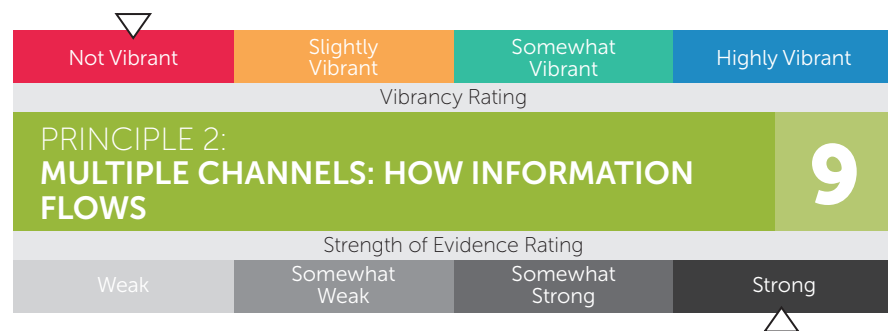 Not Vibrant
Slightly
Vibrant
Somewhat
Vibrant
Highly Vibrant
Vibrancy Rating
PRINCIPLE 2:
MULTIPLE CHANNELS: HOW INFORMATION
FLOWS
9
Strength of Evidence Rating
Weak
Somewhat
Weak
Somewhat
Strong
Strong